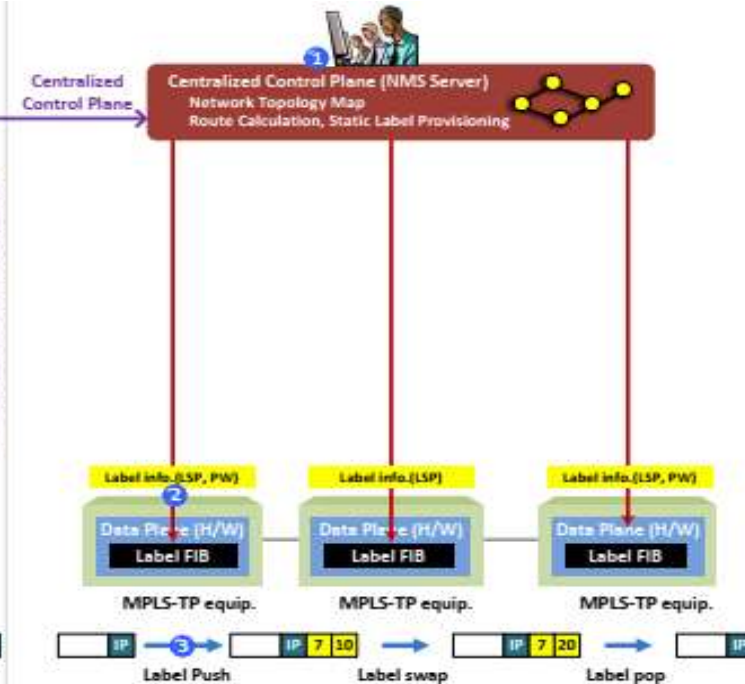 1
Centralized
Control Plane
Centralized Control Plane (NMS Server)
Network Topology Map
Route Calculation, Static Label Provisioning
Label info.(LSP, PW)
Label info.(LSP)
Label info.(LSP, PW)
2
Data Plane (H/W)
Data Plane (H/W)
Data Plane (H/W)
Label FIB
Label FIB
Label FIB
MPLS-TP equip.
MPLS-TP equip.
MPLS-TP equip.
IP 3 IP 7 10 IP 7 20 IP
Label Push
Label swap
Label pop